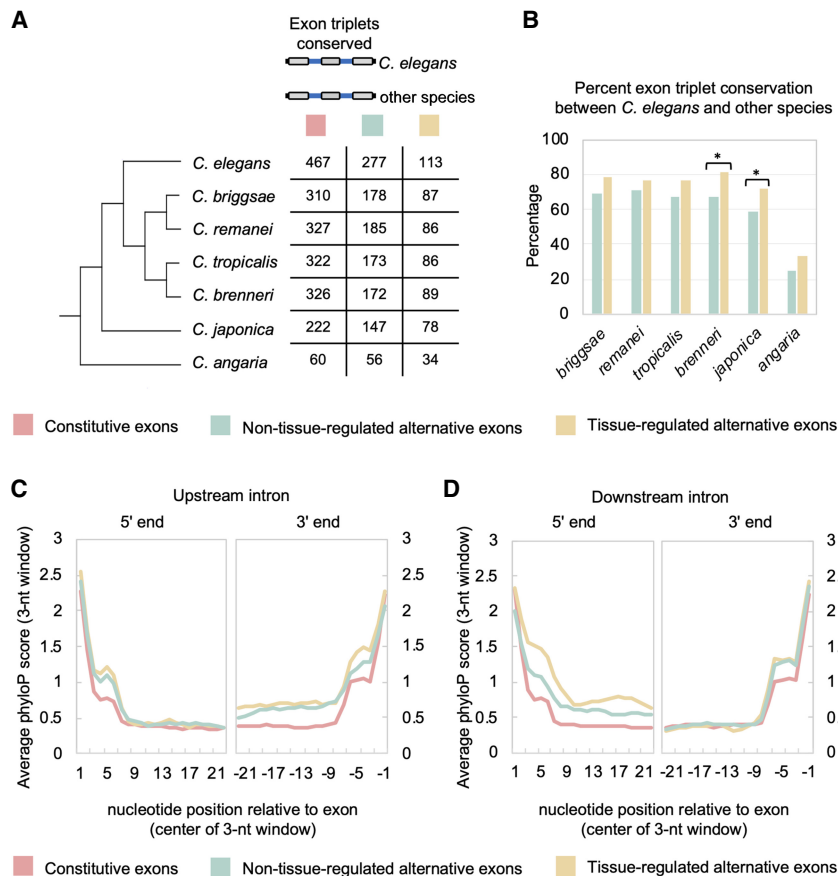 A
Exon triplets
conserved
C. elegans
other species
C. elegans 467 277 113
C. briggsae 310 178 87
C. remanei 327 185 86
C. tropicalis 322 173 86
C. brenneri 326 172 89
C. japonica 222 147 78
C. angaria 60 56 34
B
Percent exon triplet conservation
between C. elegans and other species
Percentage
100
80
60
40
20
0
* *
briggsae remanei tropicalis brenneri japonica angaria
Constitutive exons Non-tissue-regulated alternative exons Tissue-regulated alternative exons
C
Upstream intron
5' end 3' end
Average phyloP score (3-nt window)
3 3
2.5 2.5
2 2
1.5 1.5
1 1
0.5 0.5
0 0
1 5 9 13 17 21 -21 -17 -13 -9 -5 -1
nucleotide position relative to exon
(center of 3-nt window)
D
Downstream intron
5' end 3' end
Average phyloP score (3-nt window)
3 3
2.5 2
2 2
1.5 1
1 1
0.5 0
0 0
1 5 9 13 17 21 -21 -17 -13 -9 -5 -1
nucleotide position relative to exon
(center of 3-nt window)
Constitutive exons Non-tissue-regulated alternative exons Tissue-regulated alternative exons